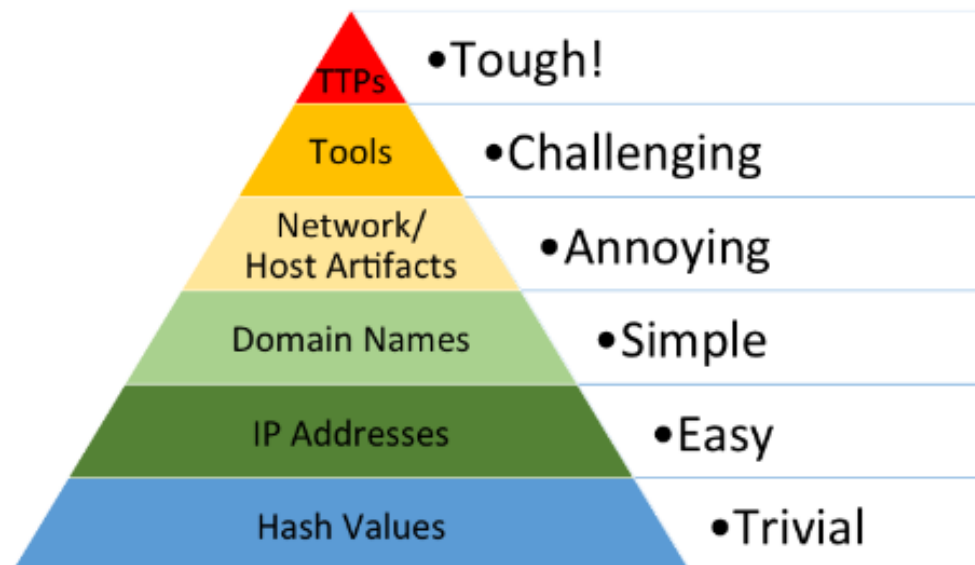 TTPs
•Tough!
Tools
•Challenging
Network/
Host Artifacts
•Annoying
Domain Names
•Simple
IP Addresses
•Easy
Hash Values
•Trivial